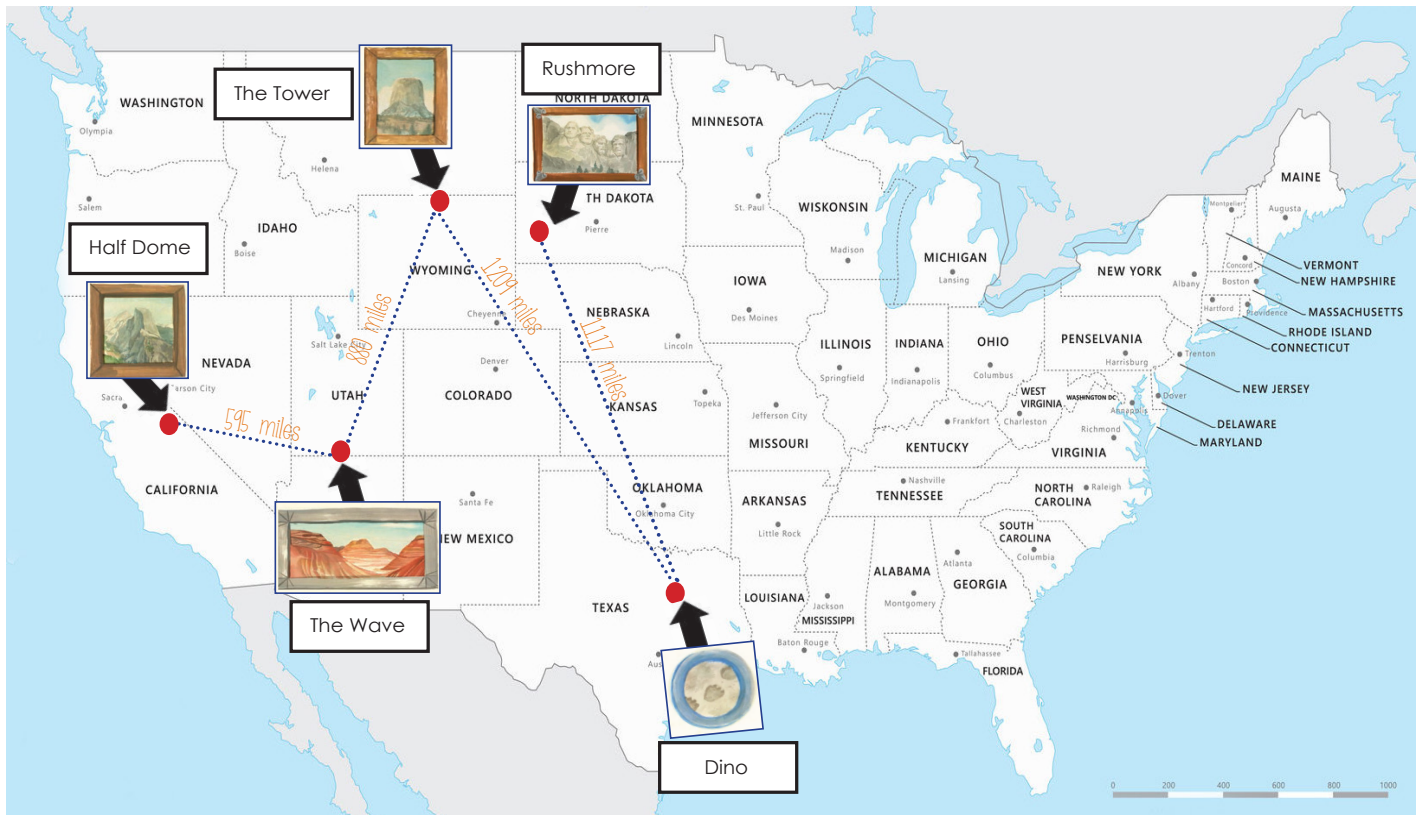 The Tower
Rushmore
Half Dome
The Wave
Dino
595 miles
880 miles
1209 miles
1117 miles
WASHINGTON
Olympia
Salem
Helena
IDAHO
Boise
NORTH DAKOTA
TH DAKOTA
Pierre
MINNESOTA
St. Paul
WISCONSIN
Madison
MICHIGAN
Lansing
WYOMING
Cheyenne
NEBRASKA
Lincoln
IOWA
Des Moines
NEVADA
arson City
Sacra
CALIFORNIA
Salt Lake City
UTAH
Denver
COLORADO
KANSAS
Topeka
Jefferson City
MISSOURI
ILLINOIS
Springfield
INDIANA
Indianapolis
OHIO
Columbus
WEST
VIRGINIA
Charleston
KENTUCKY
Frankfort
VIRGINIA
Richmond
WASHINGTON DC
Annapolis
PENSELVANIA
Harrisburg
NEW YORK
Albany
MAINE
Augusta
Montpelier
Concord
Boston
Hartford
Providence
Trenton
Dover
VERMONT
NEW HAMPSHIRE
MASSACHUSETTS
RHODE ISLAND
CONNECTICUT
NEW JERSEY
DELAWARE
MARYLAND
Santa Fe
EW MEXICO
OKLAHOMA
Oklahoma City
TEXAS
Aus
ARKANSAS
Little Rock
LOUISIANA
Baton Rouge
Jackson
MISSISSIPPI
TENNESSEE
Nashville
ALABAMA
Montgomery
NORTH
CAROLINA
Raleigh
SOUTH
CAROLINA
Columbia
Atlanta
GEORGIA
Tallahassee
FLORIDA
0 200 400 600 800 1000